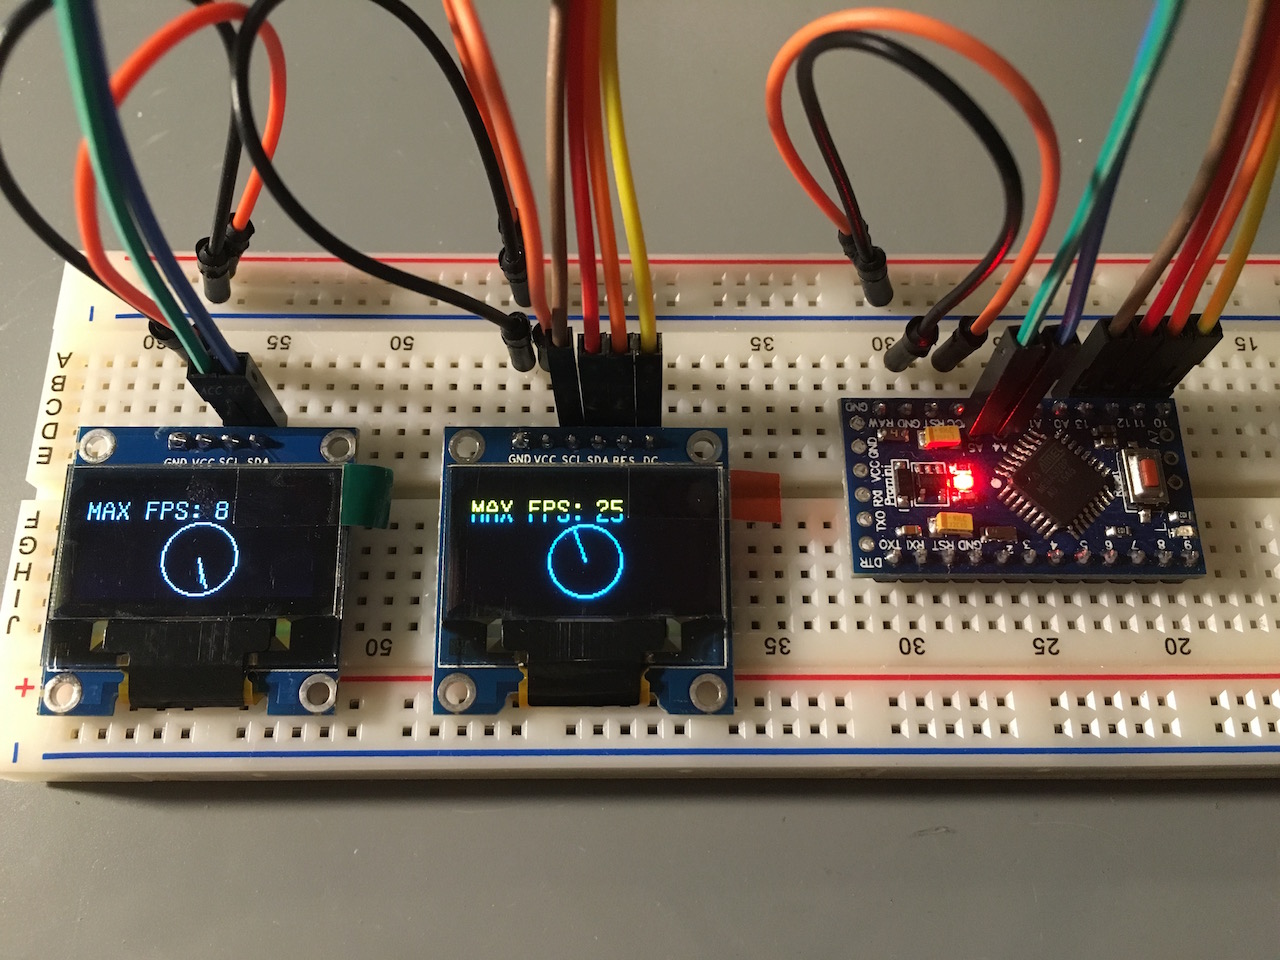 60 55 50 35 30 15
A
B
C
D
E
F
G
H
I
J
GND VCC SCL SDA
MAX FPS: 8
GND VCC SCL SDA RES DC
MAX FPS: 25
GND
RAW
GND
VCC
RXI
TXO
DTR
TXO RXI RST GND 2 3 4 5 6 7 8 9
RST GND
A5 A4
13 12 11 10
50 35 30 25 20
+